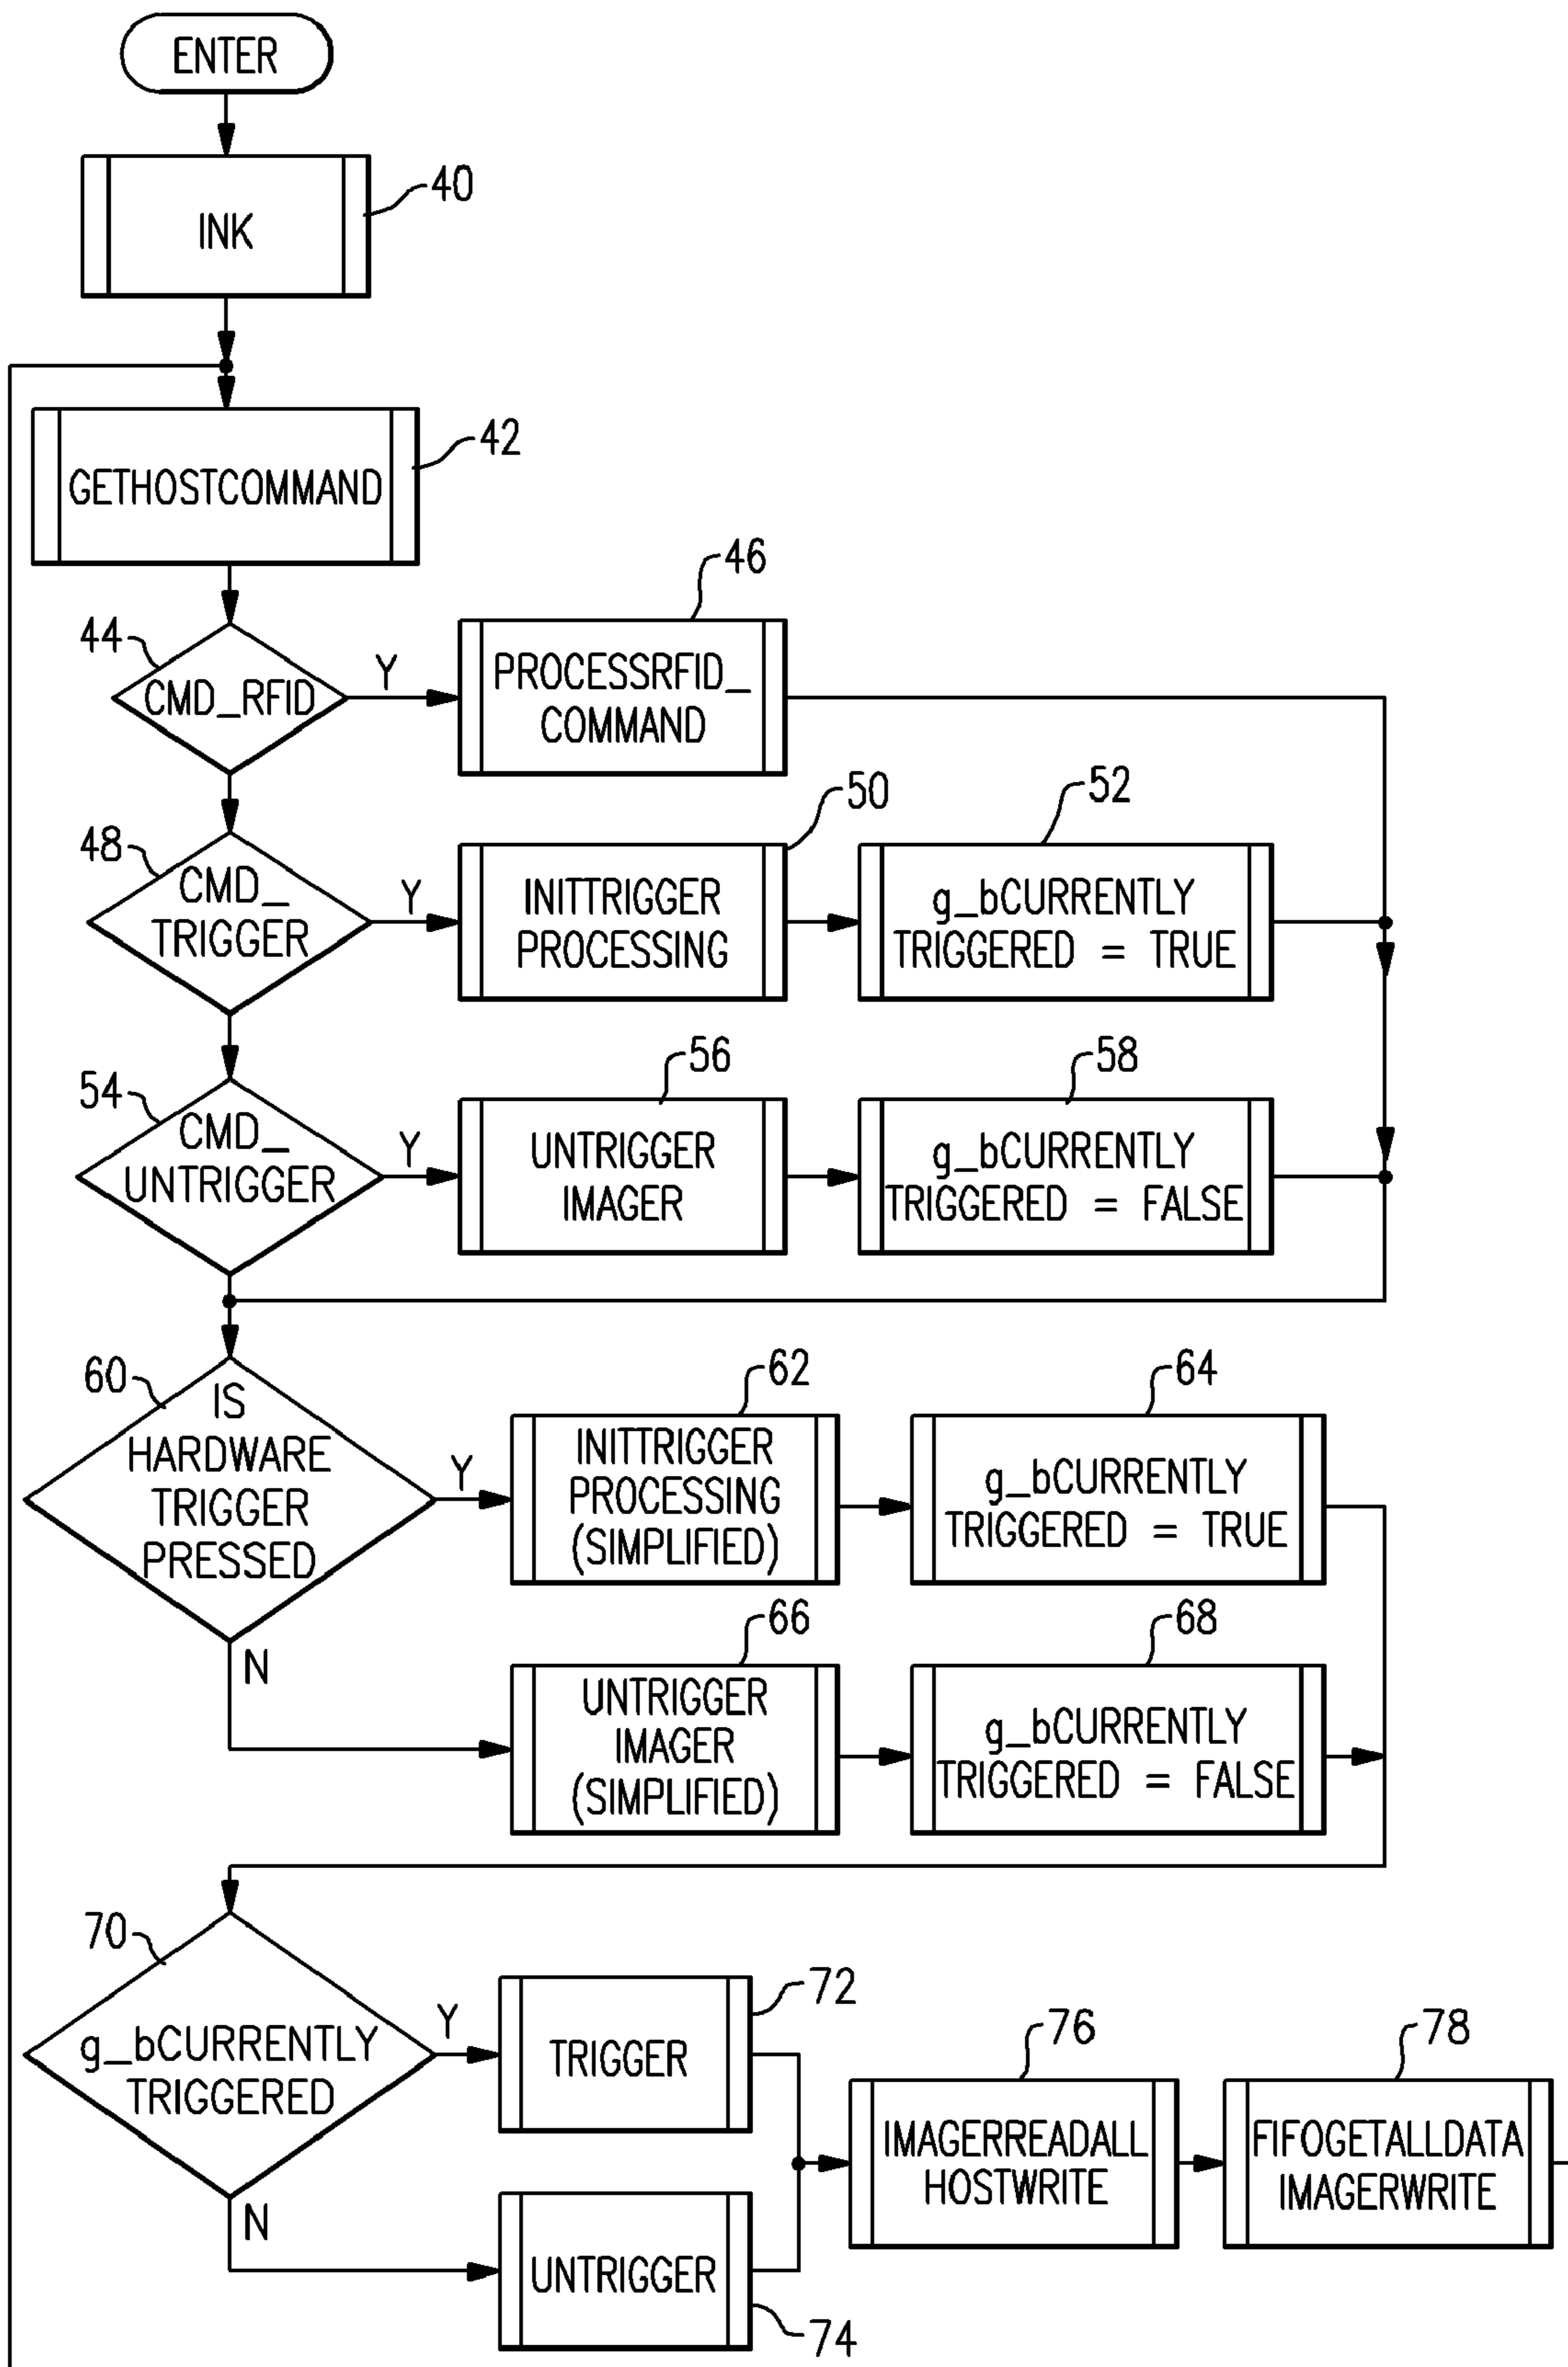 ENTER
INK
40
GETHOSTCOMMAND
42
44
CMD_RFID
Y
PROCESSRFID_
COMMAND
46
48
CMD_
TRIGGER
Y
INITTRIGGER
PROCESSING
50
g_bCURRENTLY
TRIGGERED = TRUE
52
54
CMD_
UNTRIGGER
Y
UNTRIGGER
IMAGER
56
g_bCURRENTLY
TRIGGERED = FALSE
58
60
IS
HARDWARE
TRIGGER
PRESSED
Y
INITTRIGGER
PROCESSING
(SIMPLIFIED)
62
g_bCURRENTLY
TRIGGERED = TRUE
64
N
UNTRIGGER
IMAGER
(SIMPLIFIED)
66
g_bCURRENTLY
TRIGGERED = FALSE
68
70
g_bCURRENTLY
TRIGGERED
Y
TRIGGER
72
N
UNTRIGGER
74
IMAGERREADALL
HOSTWRITE
76
FIFOGETALLDATA
IMAGERWRITE
78